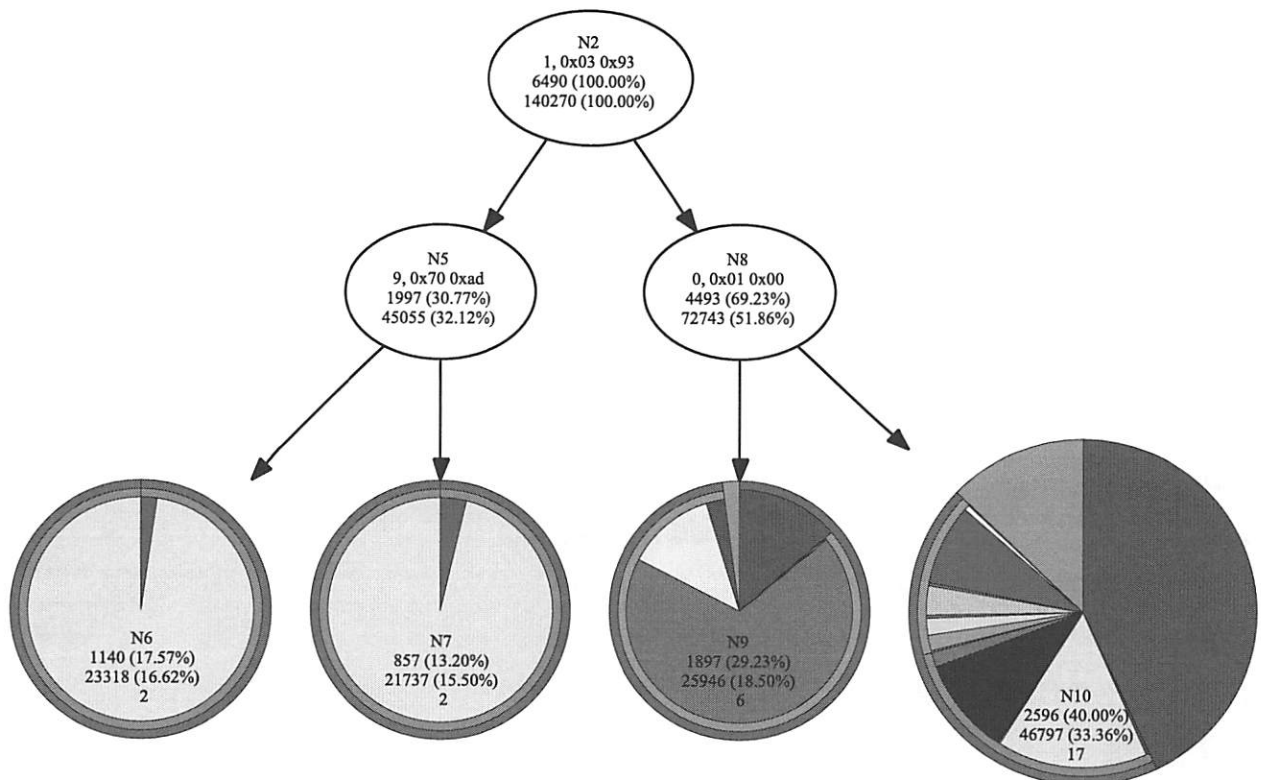 N2
1, 0x03 0x93
6490 (100.00%)
140270 (100.00%)
N5
9, 0x70 0xad
1997 (30.77%)
45055 (32.12%)
N8
0, 0x01 0x00
4493 (69.23%)
72743 (51.86%)
N6
1140 (17.57%)
23318 (16.62%)
2
N7
857 (13.20%)
21737 (15.50%)
2
N9
1897 (29.23%)
25946 (18.50%)
6
N10
2596 (40.00%)
46797 (33.36%)
17